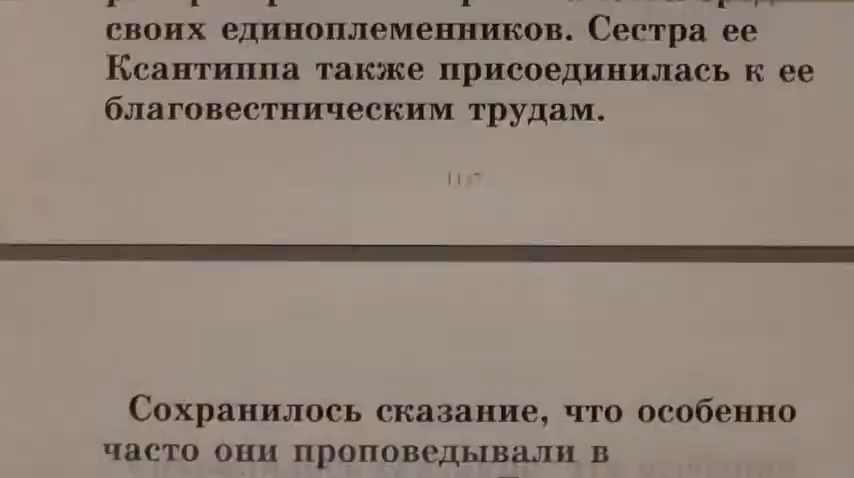 своих единоплеменников. Сестра ее
Ксантиппа также присоединилась к ее
благовестническим трудам.
Сохранилось сказание, что особенно
часто они проповедывали в